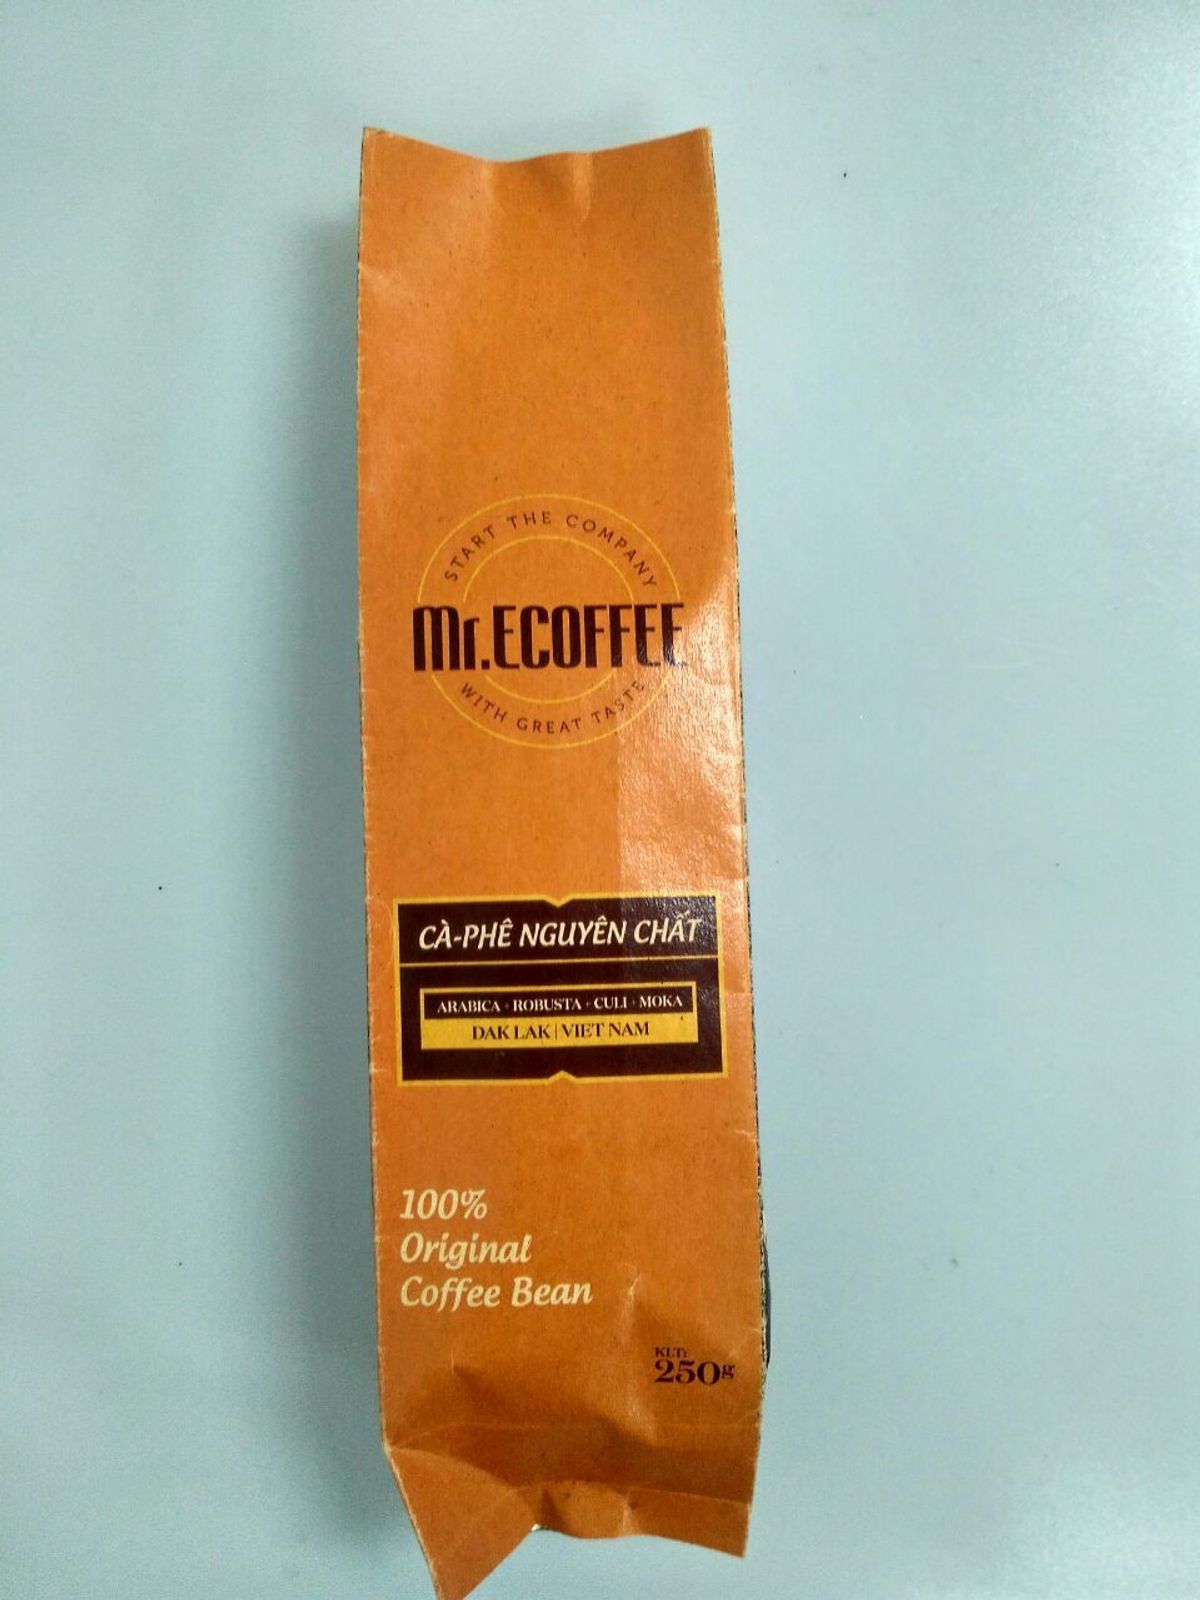 START THE COMPANY
Mr.ECOFFEE
WITH GREAT TASTE
CÀ-PHÊ NGUYÊN CHẤT
ARABICA + ROBUSTA + CULI + MOKA
DAK LAK | VIET NAM
100%
Original
Coffee Bean
KLT:
250g